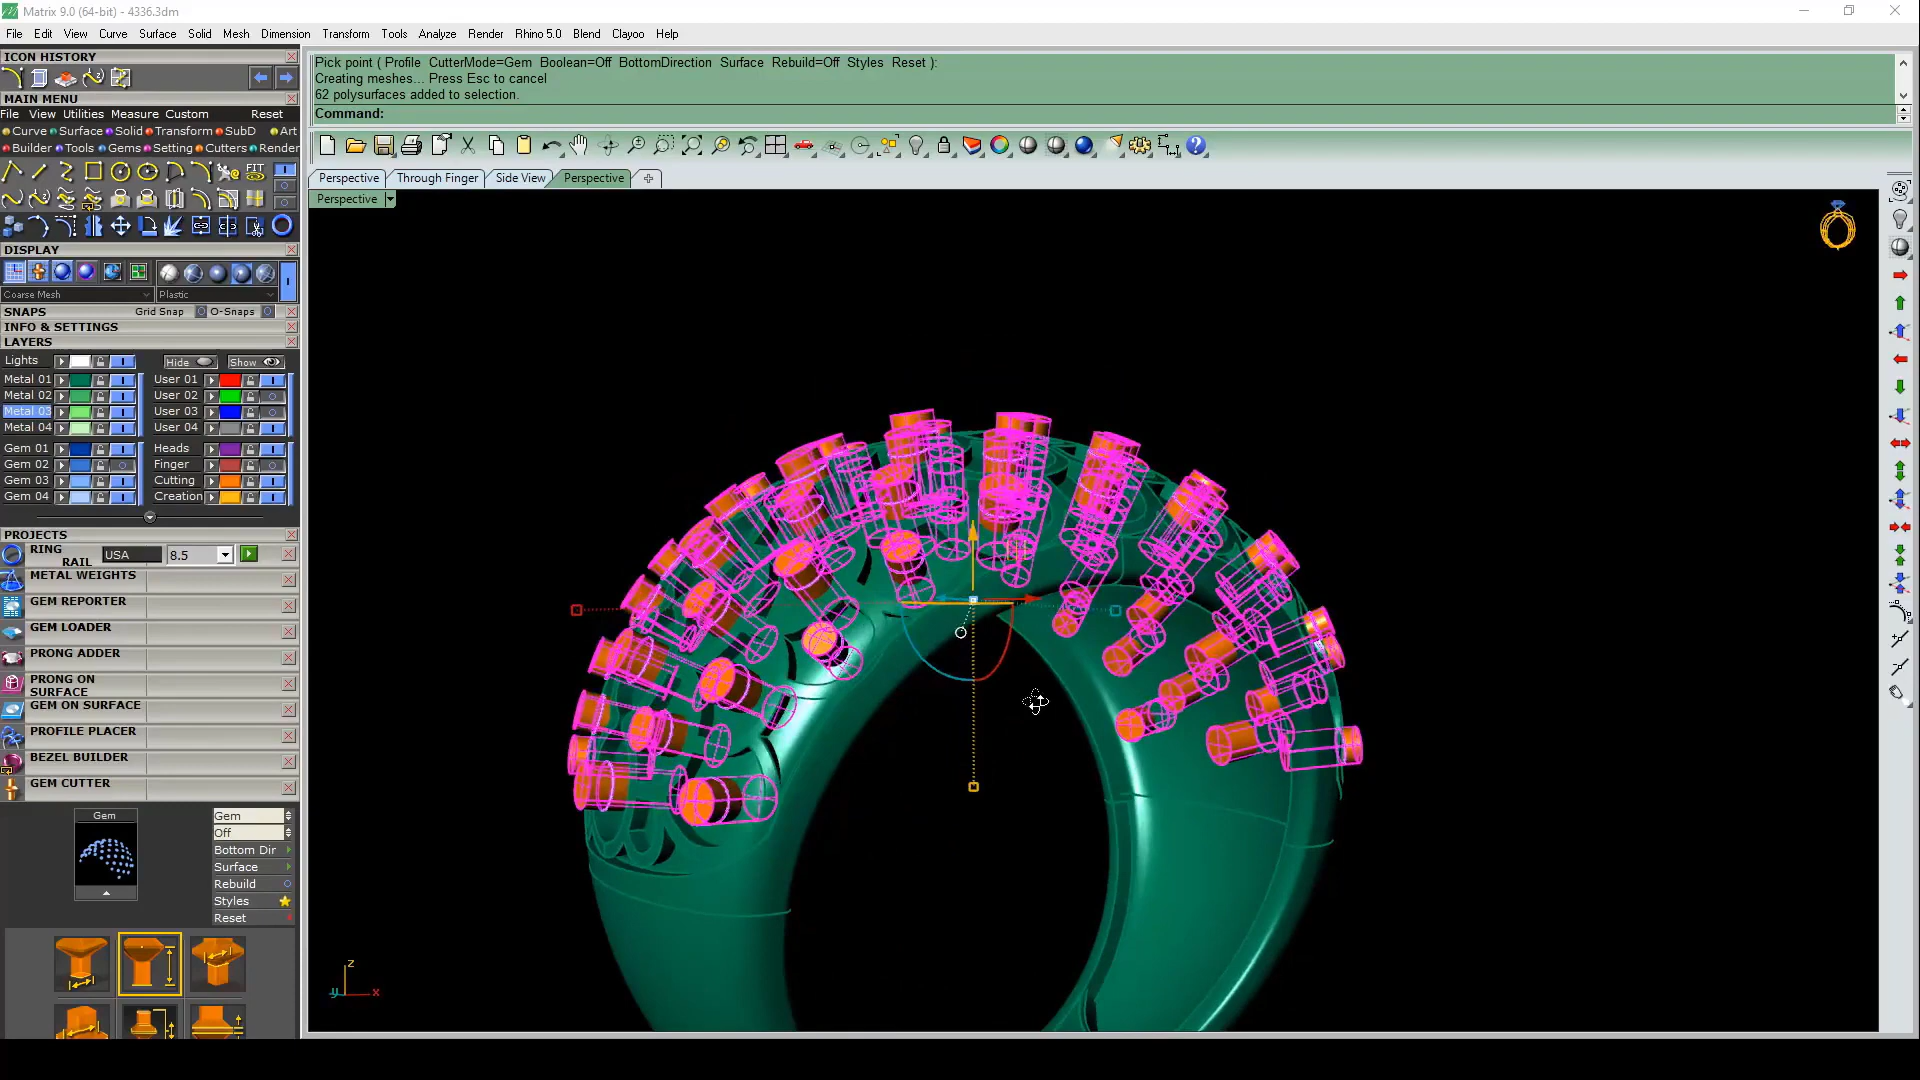 Matrix 9.0 (64-bit) - 4336.3dm
File Edit View Curve Surface Solid Mesh Dimension Transform Tools Analyze Render Rhino 5.0 Blend Clayoo Help
ICON HISTORY
Pick point ( Profile CutterMode=Gem Boolean=Off BottomDirection Surface Rebuild=Off Styles Reset ):
Creating meshes... Press Esc to cancel
62 polysurfaces added to selection.
Command:
MAIN MENU
File View Utilities Measure Custom Reset
Curve Surface Solid Transform SubD Art
Builder Tools Gems Setting Cutters Render
FIT
Perspective Through Finger Side View Perspective
Perspective
DISPLAY
Coarse Mesh Plastic
SNAPS Grid Snap O-Snaps
INFO & SETTINGS
LAYERS
Lights Hide Show
Metal 01 User 01
Metal 02 User 02
Metal 03 User 03
Metal 04 User 04
Gem 01 Heads
Gem 02 Finger
Gem 03 Cutting
Gem 04 Creation
PROJECTS
RING RAIL USA 8.5
METAL WEIGHTS
GEM REPORTER
GEM LOADER
PRONG ADDER
PRONG ON SURFACE
GEM ON SURFACE
PROFILE PLACER
BEZEL BUILDER
GEM CUTTER
Gem Gem
Off
Bottom Dir
Surface
Rebuild
Styles
Reset
z
y x